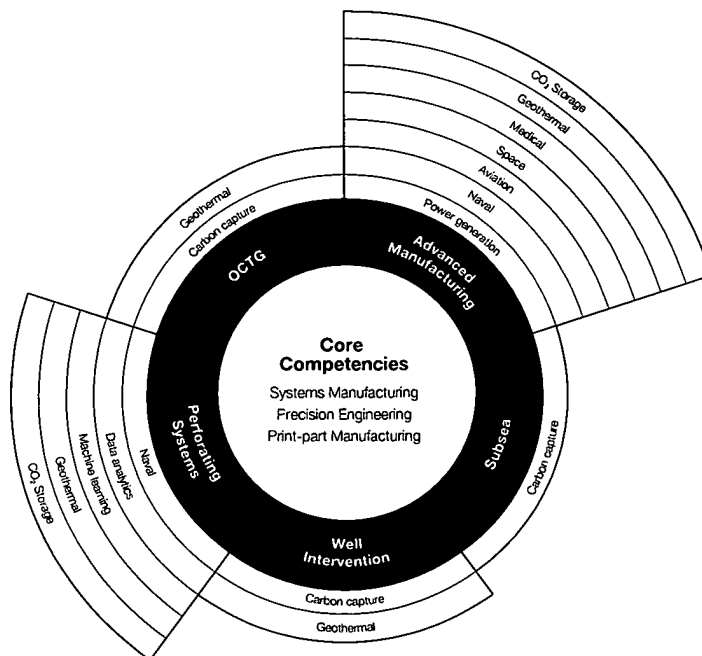 CO₂ Storage
Geothermal
Medical
Space
Aviation
Naval
Power generation
Advanced
Manufacturing
Geothermal
Carbon capture
OCTG
Core
Competencies
Systems Manufacturing
Precision Engineering
Print-part Manufacturing
Perforating
Systems
Naval
Data analytics
Machine learning
Geothermal
CO₂ Storage
Subsea
Carbon capture
Well
Intervention
Carbon capture
Geothermal